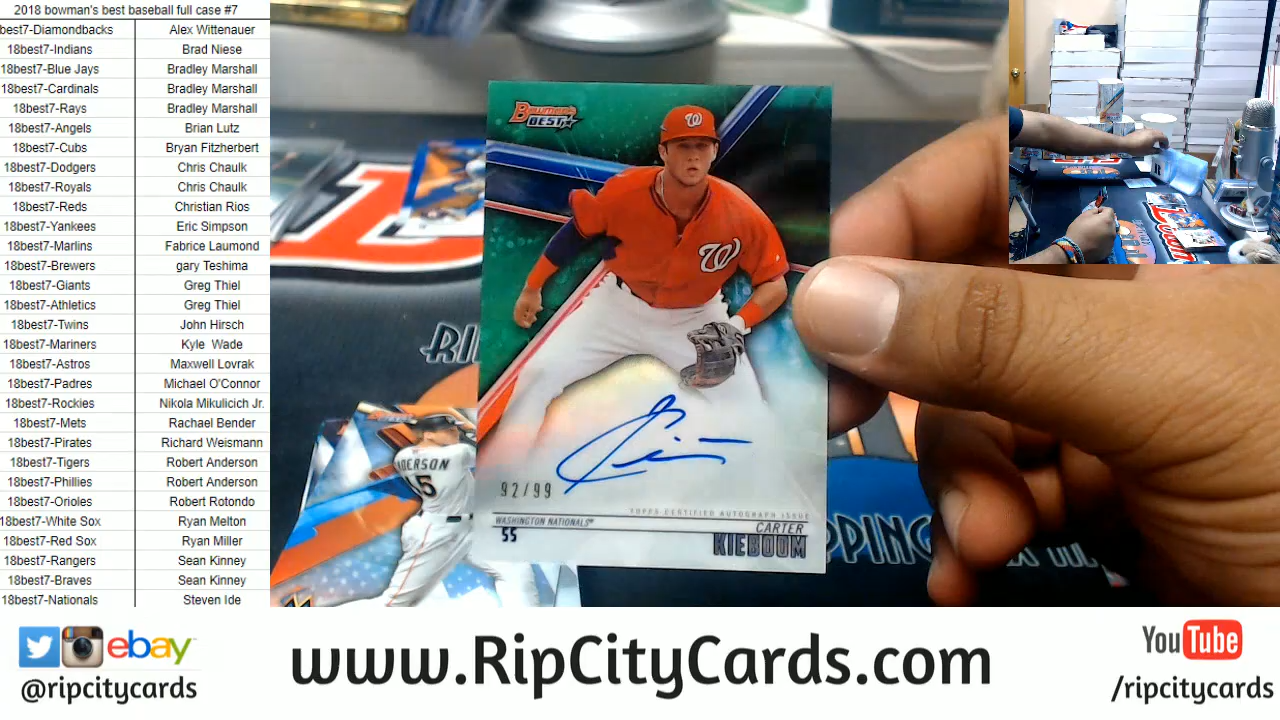 2018 bowman's best baseball full case #7
best7-Diamondbacks Alex Wittenauer
18best7-Indians Brad Niese
18best7-Blue Jays Bradley Marshall
18best7-Cardinals Bradley Marshall
18best7-Rays Bradley Marshall
18best7-Angels Brian Lutz
18best7-Cubs Bryan Fitzherbert
18best7-Dodgers Chris Chaulk
18best7-Royals Chris Chaulk
18best7-Reds Christian Rios
18best7-Yankees Eric Simpson
18best7-Marlins Fabrice Laumond
18best7-Brewers gary Teshima
18best7-Giants Greg Thiel
18best7-Athletics Greg Thiel
18best7-Twins John Hirsch
18best7-Mariners Kyle Wade
18best7-Astros Maxwell Lovrak
18best7-Padres Michael O'Connor
18best7-Rockies Nikola Mikulicich Jr.
18best7-Mets Rachael Bender
18best7-Pirates Richard Weismann
18best7-Tigers Robert Anderson
18best7-Phillies Robert Anderson
18best7-Orioles Robert Rotondo
18best7-White Sox Ryan Melton
18best7-Red Sox Ryan Miller
18best7-Rangers Sean Kinney
18best7-Braves Sean Kinney
18best7-Nationals Steven Ide
Bowman's
BEST
W
W
92/99
TOPPS CERTIFIED AUTOGRAPH ISSUE
WASHINGTON NATIONALS®
SS
CARTER
KIEBOUM
RI
PPING
NDERSON
ebay
@ripcitycards
www.RipCityCards.com
YouTube
/ripcitycards